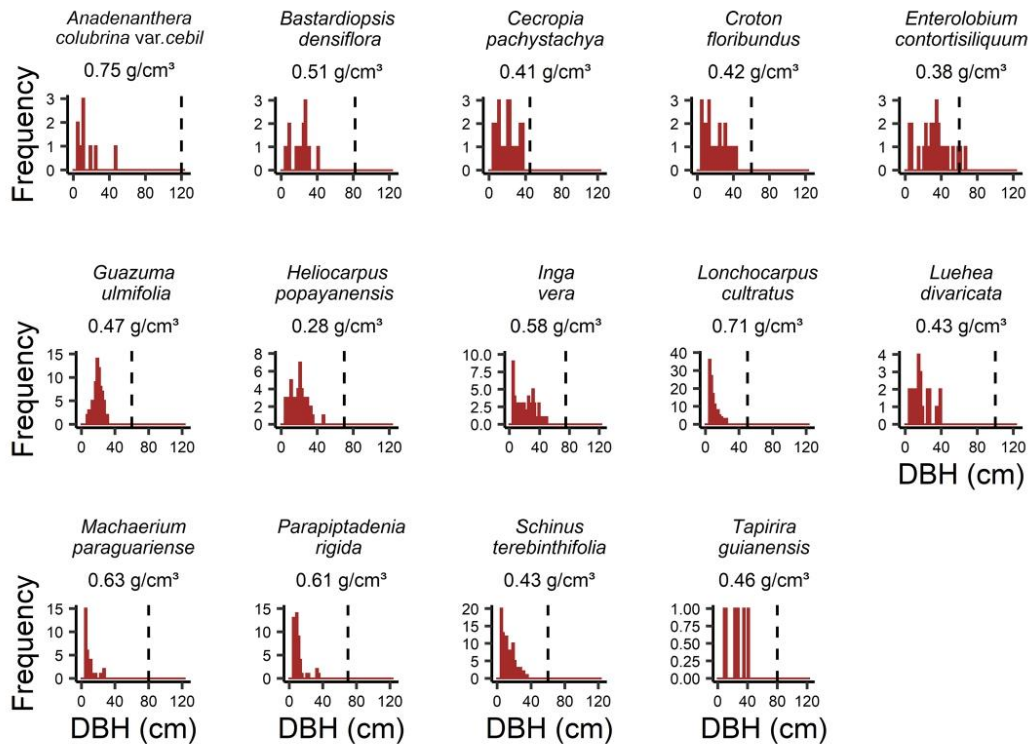 Anadenanthera colubrina var.cebil
0.75 g/cm³
Bastardiopsis densiflora
0.51 g/cm³
Cecropia pachystachya
0.41 g/cm³
Croton floribundus
0.42 g/cm³
Enterolobium contortisiliquum
0.38 g/cm³
Frequency
3
2
1
0
0 40 80 120
3
2
1
0
0 40 80 120
3
2
1
0
0 40 80 120
3
2
1
0
0 40 80 120
4
3
2
1
0
0 40 80 120
Guazuma ulmifolia
0.47 g/cm³
Heliocarpus popayanensis
0.28 g/cm³
Inga vera
0.58 g/cm³
Lonchocarpus cultratus
0.71 g/cm³
Luehea divaricata
0.43 g/cm³
Frequency
15
10
5
0
0 40 80 120
8
6
4
2
0
0 40 80 120
10.0
7.5
5.0
2.5
0.0
0 40 80 120
40
30
20
10
0
0 40 80 120
4
3
2
1
0
0 40 80 120
DBH (cm)
Machaerium paraguariense
0.63 g/cm³
Parapiptadenia rigida
0.61 g/cm³
Schinus terebinthifolia
0.43 g/cm³
Tapirira guianensis
0.46 g/cm³
Frequency
15
10
5
0
0 40 80 120
DBH (cm)
15
10
5
0
0 40 80 120
DBH (cm)
20
15
10
5
0
0 40 80 120
DBH (cm)
1.00
0.75
0.50
0.25
0.00
0 40 80 120
DBH (cm)